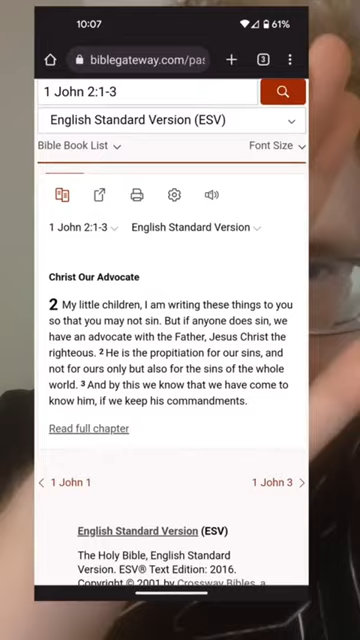 10:07
61%
biblegateway.com/pas
3
1 John 2:1-3
English Standard Version (ESV)
Bible Book List
Font Size
1 John 2:1-3 English Standard Version
Christ Our Advocate
2 My little children, I am writing these things to you
so that you may not sin. But if anyone does sin, we
have an advocate with the Father, Jesus Christ the
righteous. 2 He is the propitiation for our sins, and
not for ours only but also for the sins of the whole
world. 3 And by this we know that we have come to
know him, if we keep his commandments.
Read full chapter
1 John 1
1 John 3
English Standard Version (ESV)
The Holy Bible, English Standard
Version. ESV® Text Edition: 2016.
Copyright © 2001 by Crossway Bibles, a